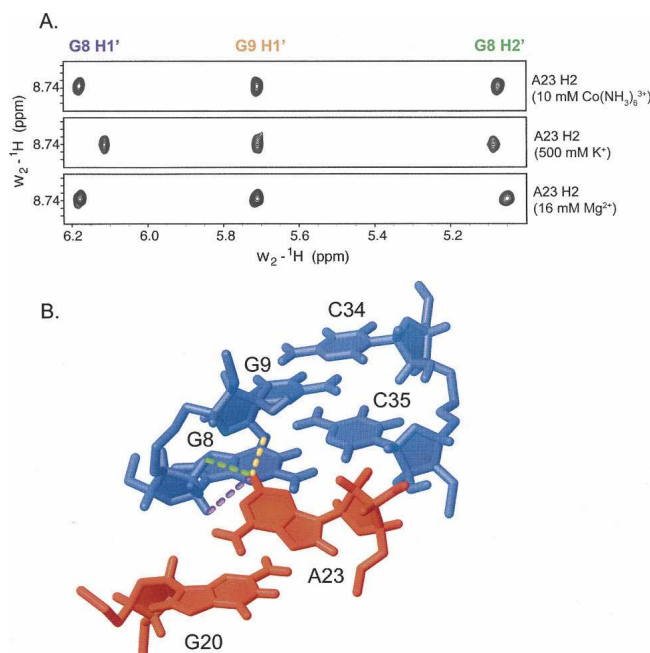 A.
G8 H1' G9 H1' G8 H2'
8.74
A23 H2
(10 mM Co(NH₃)₆³⁺)
8.74
A23 H2
(500 mM K⁺)
8.74
A23 H2
(16 mM Mg²⁺)
w₂ - ¹H (ppm)
6.2 6.0 5.8 5.6 5.4 5.2
w₂ - ¹H (ppm)
B.
C34
G9
C35
G8
A23
G20